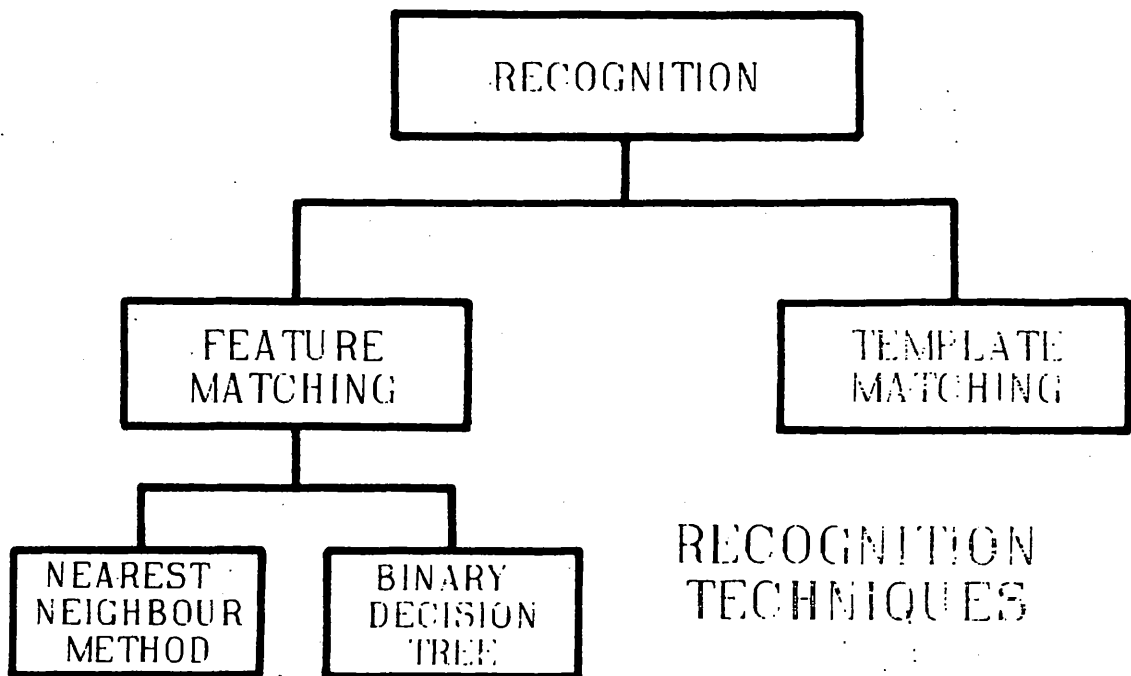 RECOGNITION
FEATURE
MATCHING
TEMPLATE
MATCHING
NEAREST
NEIGHBOUR
METHOD
BINARY
DECISION
TREE
RECOGNITION
TECHNIQUES